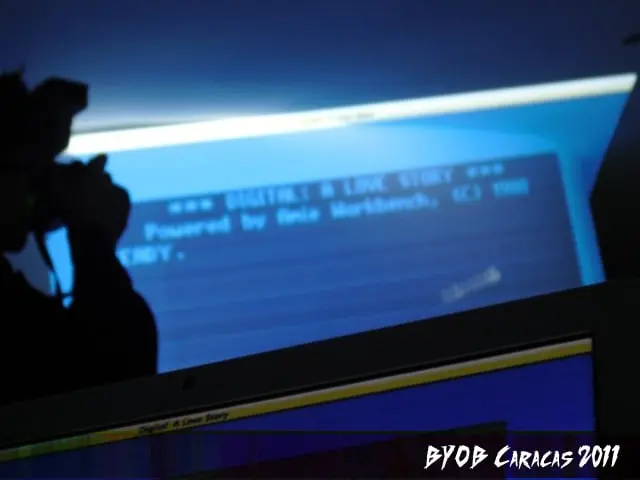 *** DIGITAL: A LOVE STORY ***
Powered by Amie Workbench, (C) 1988
READY.
Digital: A Love Story
BYOB CARACAS 2011